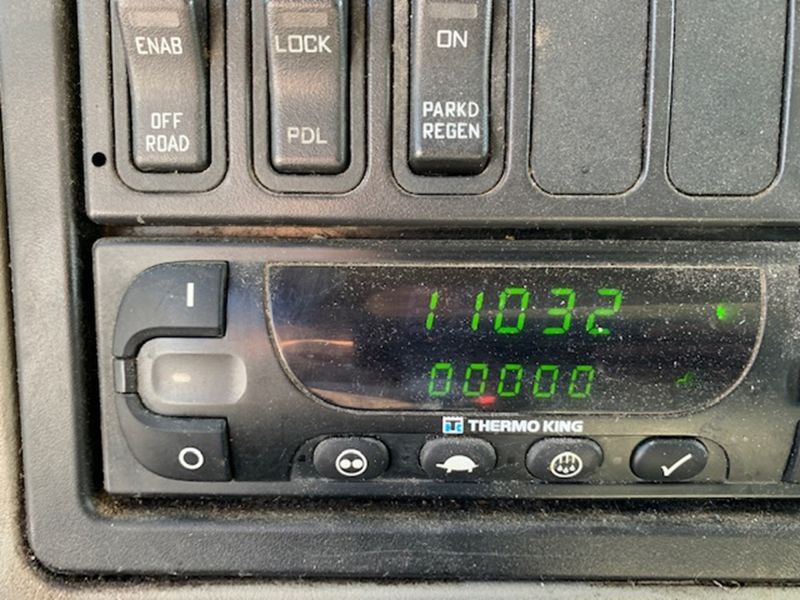 ENAB
OFF
ROAD
LOCK
PDL
ON
PARKD
REGEN
I
11032
00000
THERMO KING
O